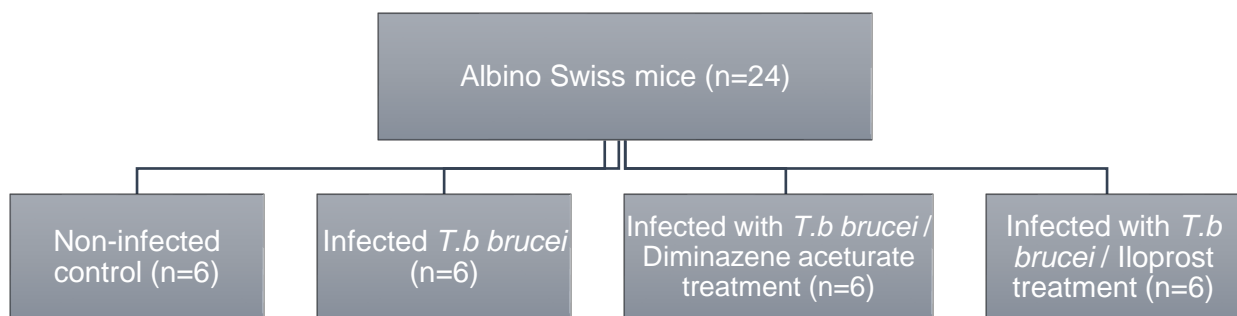 Albino Swiss mice (n=24)
Non-infected
control (n=6)
Infected T.b brucei
(n=6)
Infected with T.b brucei /
Diminazene aceturate
treatment (n=6)
Infected with T.b
brucei / Iloprost
treatment (n=6)